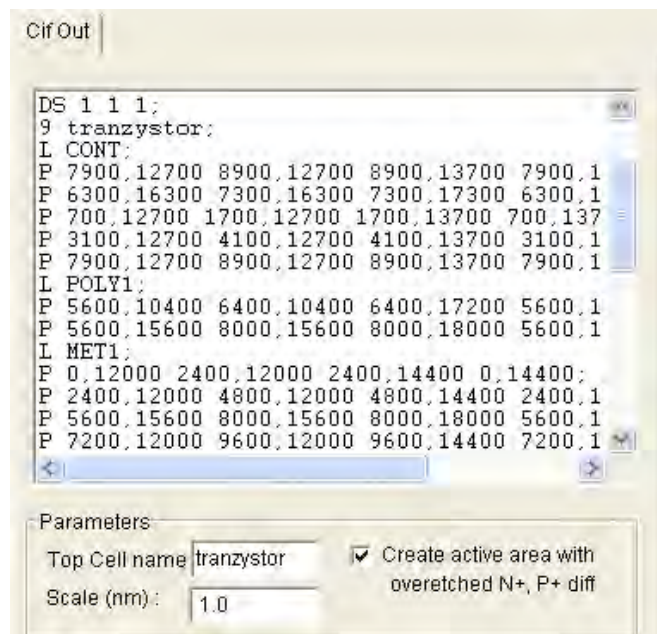 Cif Out
DS 1 1 1;
9 tranzystor;
L CONT;
P 7900,12700 8900,12700 8900,13700 7900,1
P 6300,16300 7300,16300 7300,17300 6300,1
P 700,12700 1700,12700 1700,13700 700,137
P 3100,12700 4100,12700 4100,13700 3100,1
P 7900,12700 8900,12700 8900,13700 7900,1
L POLY1;
P 5600,10400 6400,10400 6400,17200 5600,1
P 5600,15600 8000,15600 8000,18000 5600,1
L MET1;
P 0,12000 2400,12000 2400,14400 0,14400;
P 2400,12000 4800,12000 4800,14400 2400,1
P 5600,15600 8000,15600 8000,18000 5600,1
P 7200,12000 9600,12000 9600,14400 7200,1
Parameters
Top Cell name tranzystor
Create active area with
overetched N+, P+ diff
Scale (nm) : 1.0